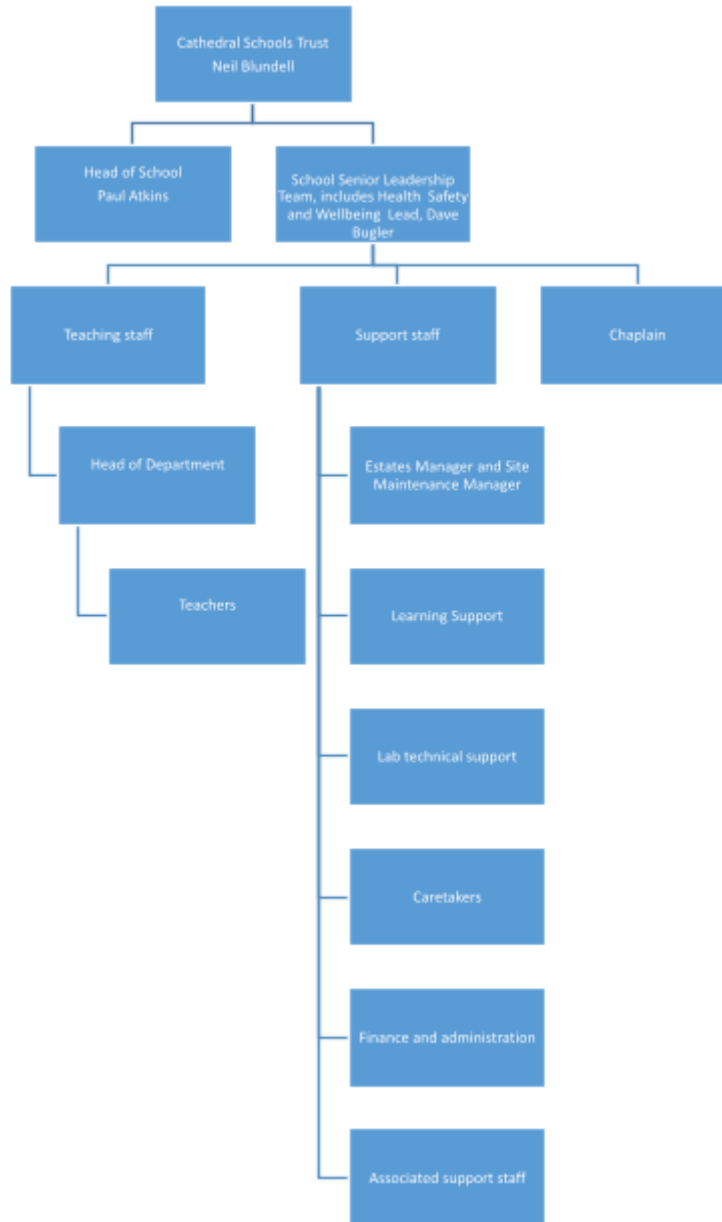 Cathedral Schools Trust
Neil Blundell
Head of School
Paul Atkins
School Senior Leadership
Team, includes Health Safety
and Wellbeing Lead, Dave
Bugler
Teaching staff
Support staff
Chaplain
Head of Department
Estates Manager and Site
Maintenance Manager
Teachers
Learning Support
Lab technical support
Caretakers
Finance and administration
Associated support staff